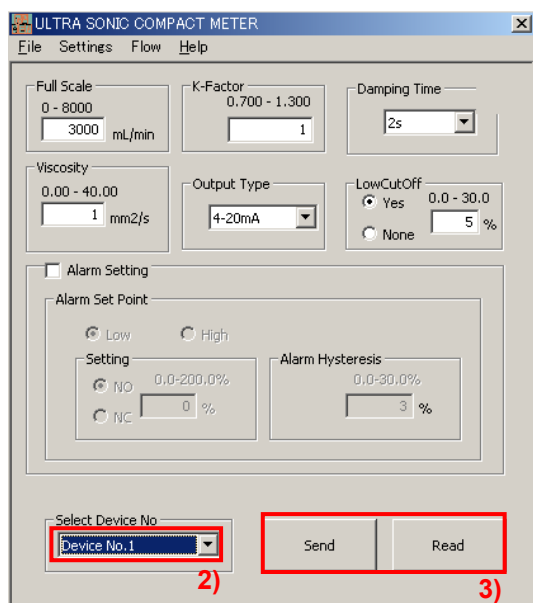 ULTRA SONIC COMPACT METER
File Settings Flow Help
Full Scale
0 - 8000
3000 mL/min
K-Factor
0.700 - 1.300
1
Damping Time
2s
Viscosity
0.00 - 40.00
1 mm2/s
Output Type
4-20mA
LowCutOff
Yes 0.0 - 30.0
5 %
None
Alarm Setting
Alarm Set Point
Low High
Setting
NO 0.0-200.0%
NC 0 %
Alarm Hysteresis
0.0-30.0%
3 %
Select Device No
Device No.1
2)
Send Read
3)